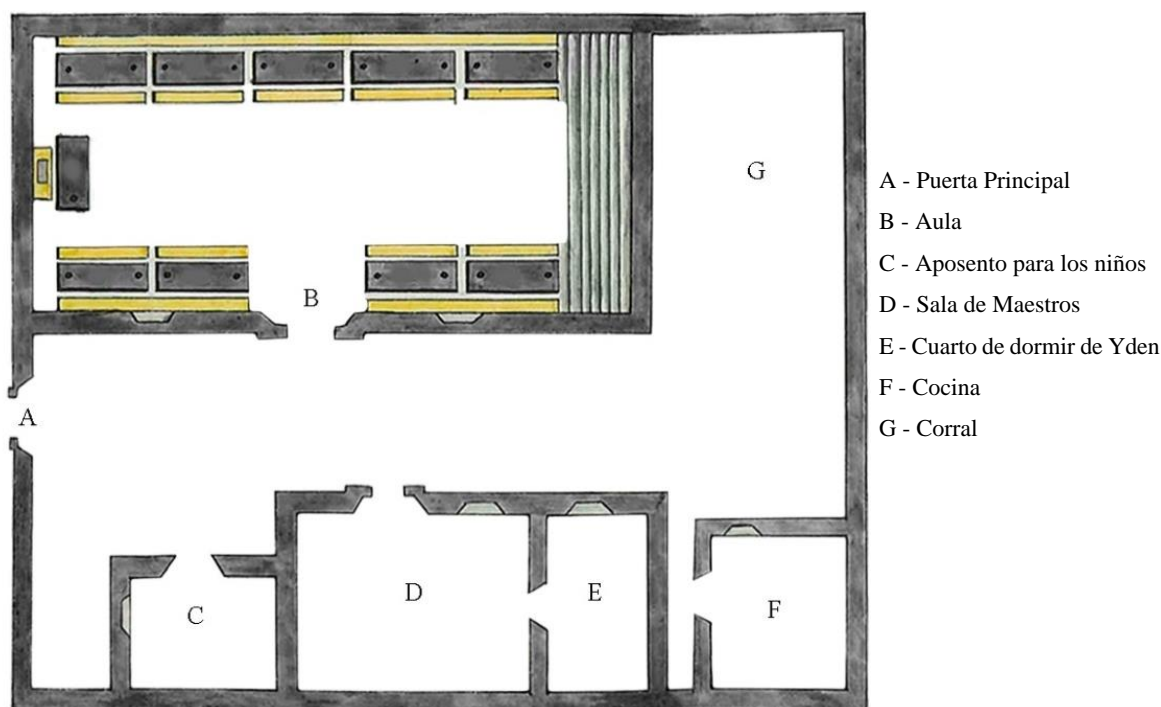 G
B
A
D
E
C
F
A - Puerta Principal
B - Aula
C - Aposento para los niños
D - Sala de Maestros
E - Cuarto de dormir de Yden
F - Cocina
G - Corral